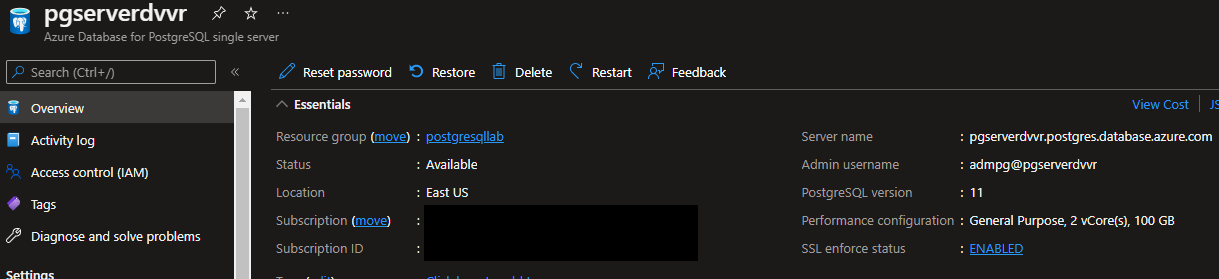 pgserverdvvr
Azure Database for PostgreSQL single server
Search (Ctrl+/)
Overview
Activity log
Access control (IAM)
Tags
Diagnose and solve problems
Settings
Reset password Restore Delete Restart Feedback
Essentials
View Cost JS
Resource group (move) : postgresqllab
Status : Available
Location : East US
Subscription (move) :
Subscription ID :
Server name : pgserverdvvr.postgres.database.azure.com
Admin username : admpg@pgserverdvvr
PostgreSQL version : 11
Performance configuration : General Purpose, 2 vCore(s), 100 GB
SSL enforce status : ENABLED